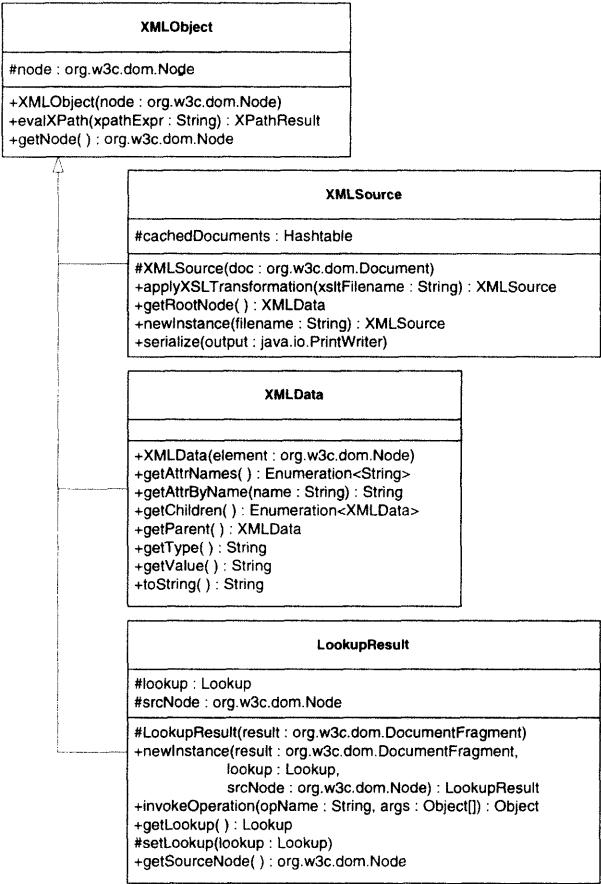 XMLObject
#node : org.w3c.dom.Node
+XMLObject(node : org.w3c.dom.Node)
+evalXPath(xpathExpr : String) : XPathResult
+getNode( ) : org.w3c.dom.Node
XMLSource
#cachedDocuments : Hashtable
#XMLSource(doc : org.w3c.dom.Document)
+applyXSLTransformation(xsltFilename : String) : XMLSource
+getRootNode( ) : XMLData
+newInstance(filename : String) : XMLSource
+serialize(output : java.io.PrintWriter)
XMLData
+XMLData(element : org.w3c.dom.Node)
+getAttrNames( ) : Enumeration<String>
+getAttrByName(name : String) : String
+getChildren( ) : Enumeration<XMLData>
+getParent( ) : XMLData
+getType( ) : String
+getValue( ) : String
+toString( ) : String
LookupResult
#lookup : Lookup
#srcNode : org.w3c.dom.Node
#LookupResult(result : org.w3c.dom.DocumentFragment)
+newInstance(result : org.w3c.dom.DocumentFragment,
lookup : Lookup,
srcNode : org.w3c.dom.Node) : LookupResult
+invokeOperation(opName : String, args : Object[]) : Object
+getLookup( ) : Lookup
#setLookup(lookup : Lookup)
+getSourceNode( ) : org.w3c.dom.Node